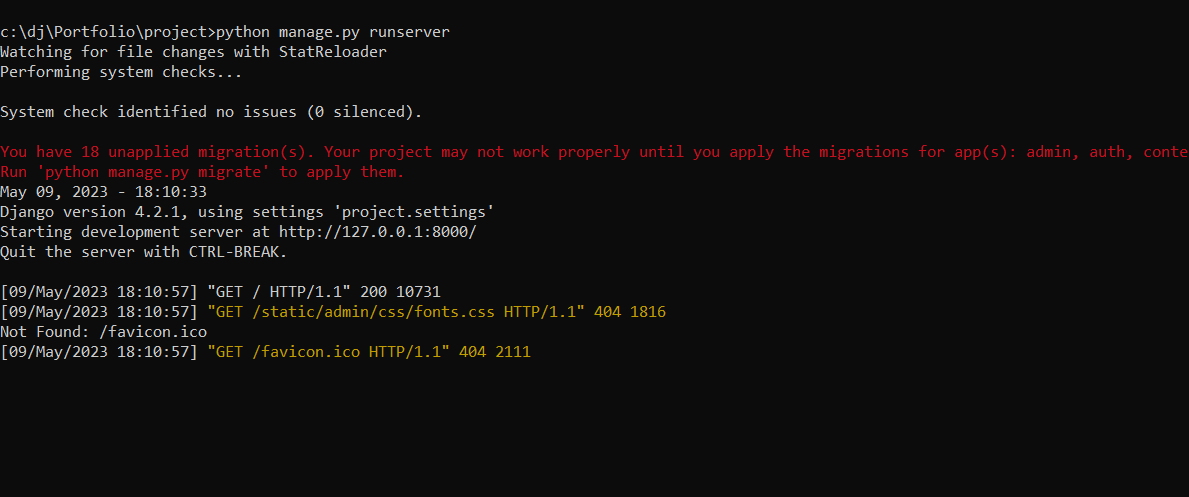 c:\dj\Portfolio\project>python manage.py runserver
Watching for file changes with StatReloader
Performing system checks...
System check identified no issues (0 silenced).
You have 18 unapplied migration(s). Your project may not work properly until you apply the migrations for app(s): admin, auth, conte
Run 'python manage.py migrate' to apply them.
May 09, 2023 - 18:10:33
Django version 4.2.1, using settings 'project.settings'
Starting development server at http://127.0.0.1:8000/
Quit the server with CTRL-BREAK.
[09/May/2023 18:10:57] "GET / HTTP/1.1" 200 10731
[09/May/2023 18:10:57] "GET /static/admin/css/fonts.css HTTP/1.1" 404 1816
Not Found: /favicon.ico
[09/May/2023 18:10:57] "GET /favicon.ico HTTP/1.1" 404 2111